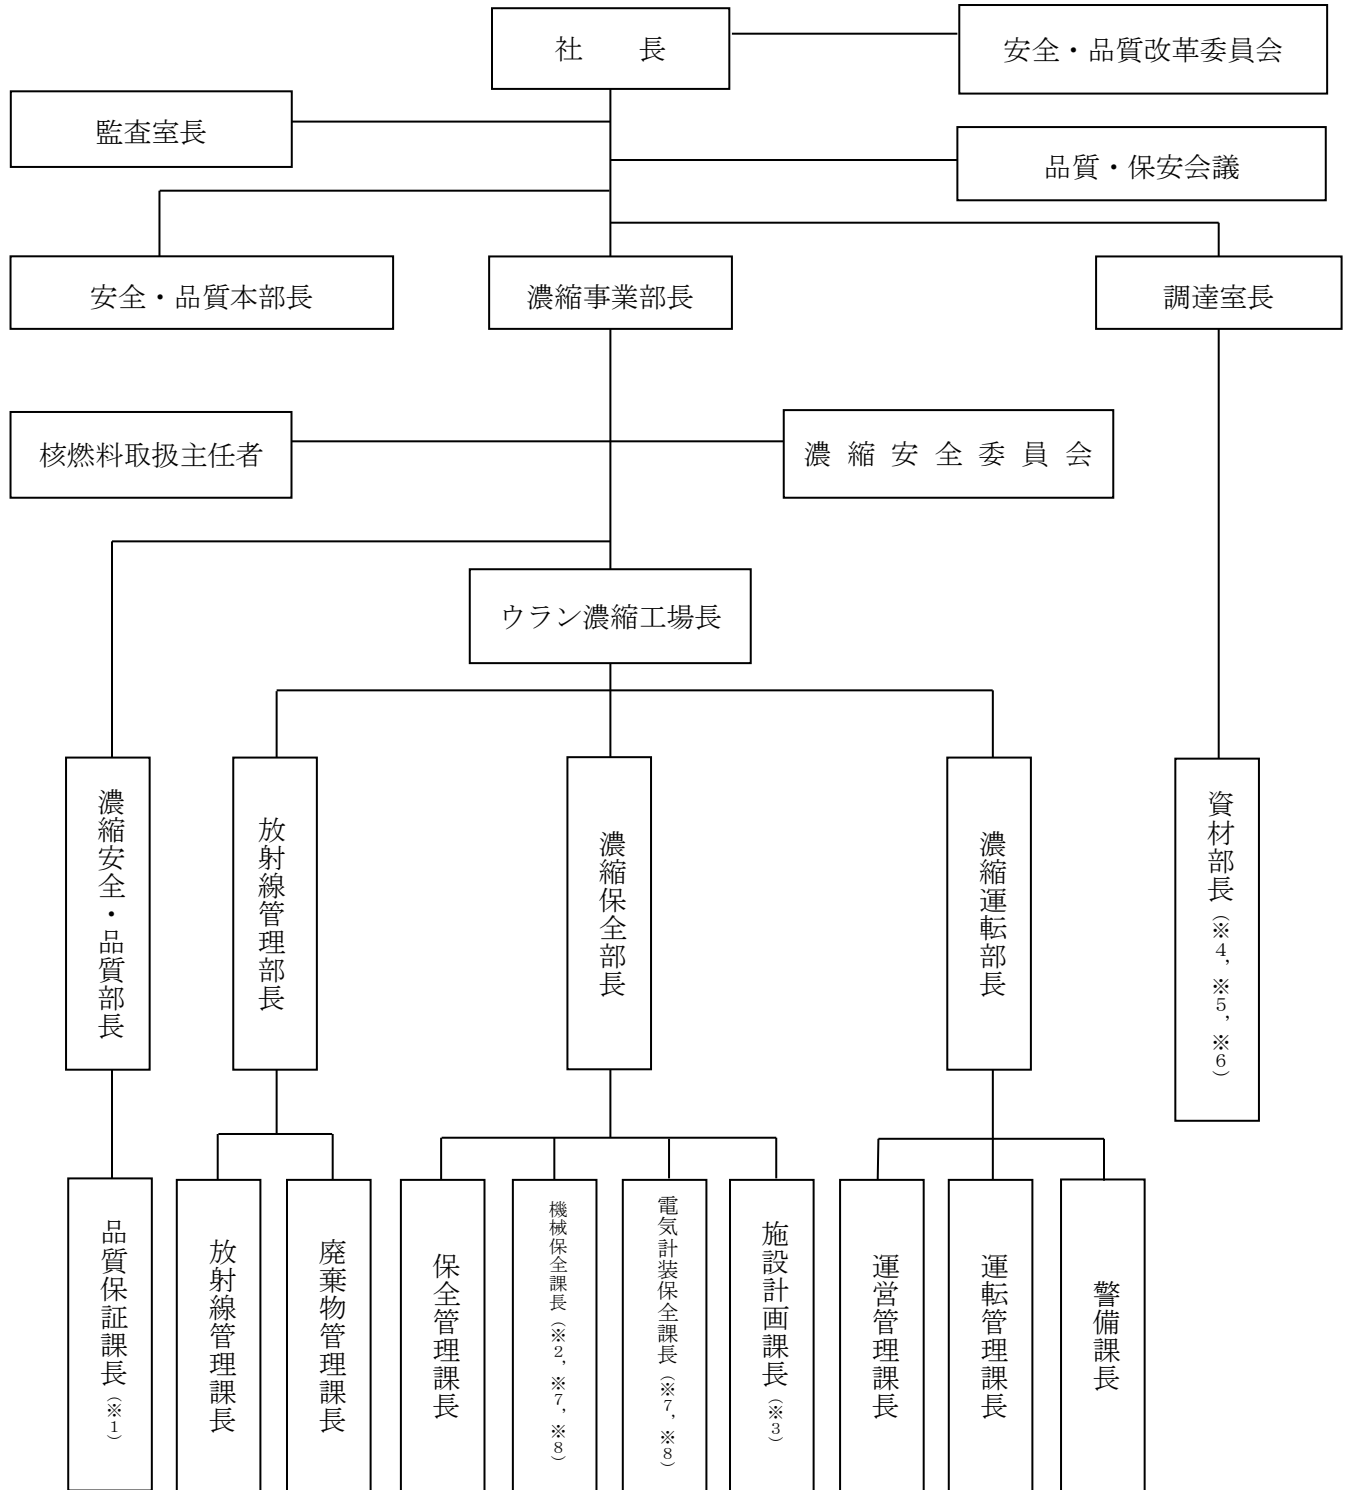 社　長
安全・品質改革委員会
監査室長
品質・保安会議
安全・品質本部長
濃縮事業部長
調達室長
核燃料取扱主任者
濃縮安全委員会
ウラン濃縮工場長
濃縮安全・品質部長
放射線管理部長
濃縮保全部長
濃縮運転部長
資材部長（※４，※５，※６）
品質保証課長（※１）
放射線管理課長
廃棄物管理課長
保全管理課長
機械保全課長（※２，※７，※８）
電気計装保全課長（※７，※８）
施設計画課長（※３）
運営管理課長
運転管理課長
警備課長